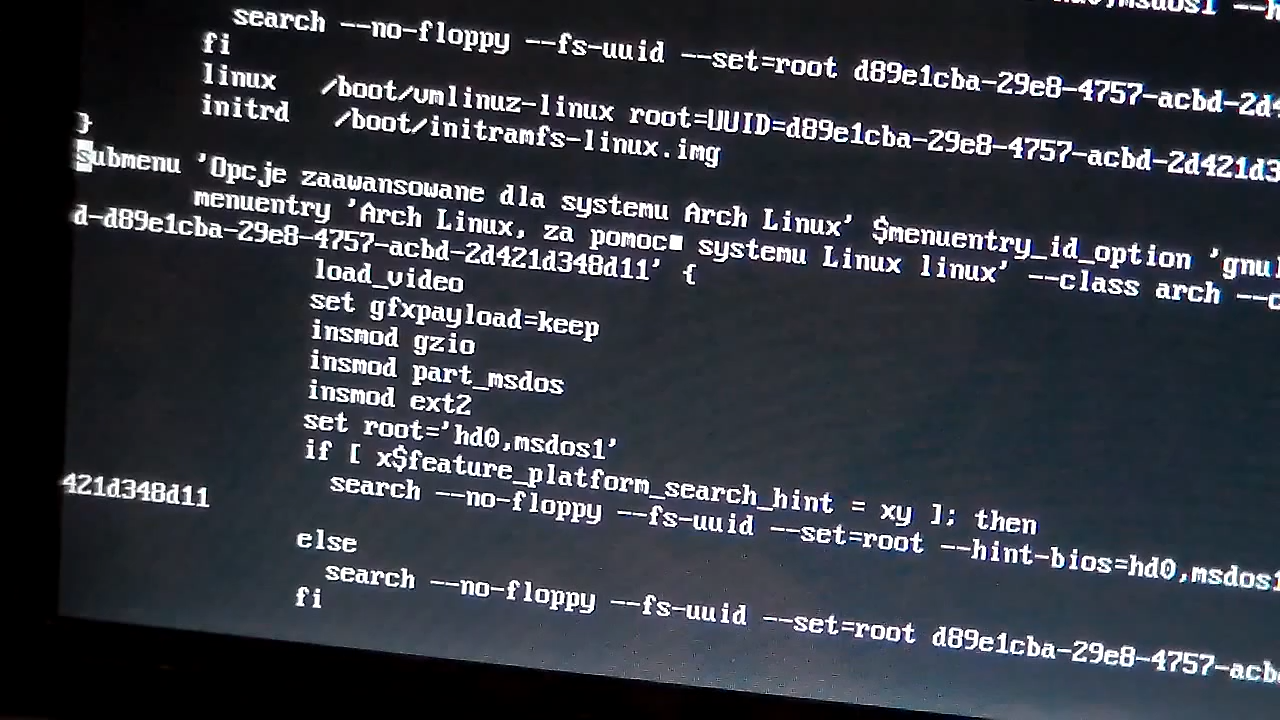 search --no-floppy --fs-uuid --set=root d89e1cba-29e8-4757-acbd-2d4
fi
linux /boot/vmlinuz-linux root=UUID=d89e1cba-29e8-4757-acbd-2d421d3
initrd /boot/initramfs-linux.img
}
submenu 'Opcje zaawansowane dla systemu Arch Linux' $menuentry_id_option 'gnul
menuentry 'Arch Linux, za pomoc■ systemu Linux linux' --class arch --c
d-d89e1cba-29e8-4757-acbd-2d421d348d11' {
load_video
set gfxpayload=keep
insmod gzio
insmod part_msdos
insmod ext2
set root='hd0,msdos1'
if [ x$feature_platform_search_hint = xy ]; then
search --no-floppy --fs-uuid --set=root --hint-bios=hd0,msdos1
421d348d11
else
search --no-floppy --fs-uuid --set=root d89e1cba-29e8-4757-acb
fi